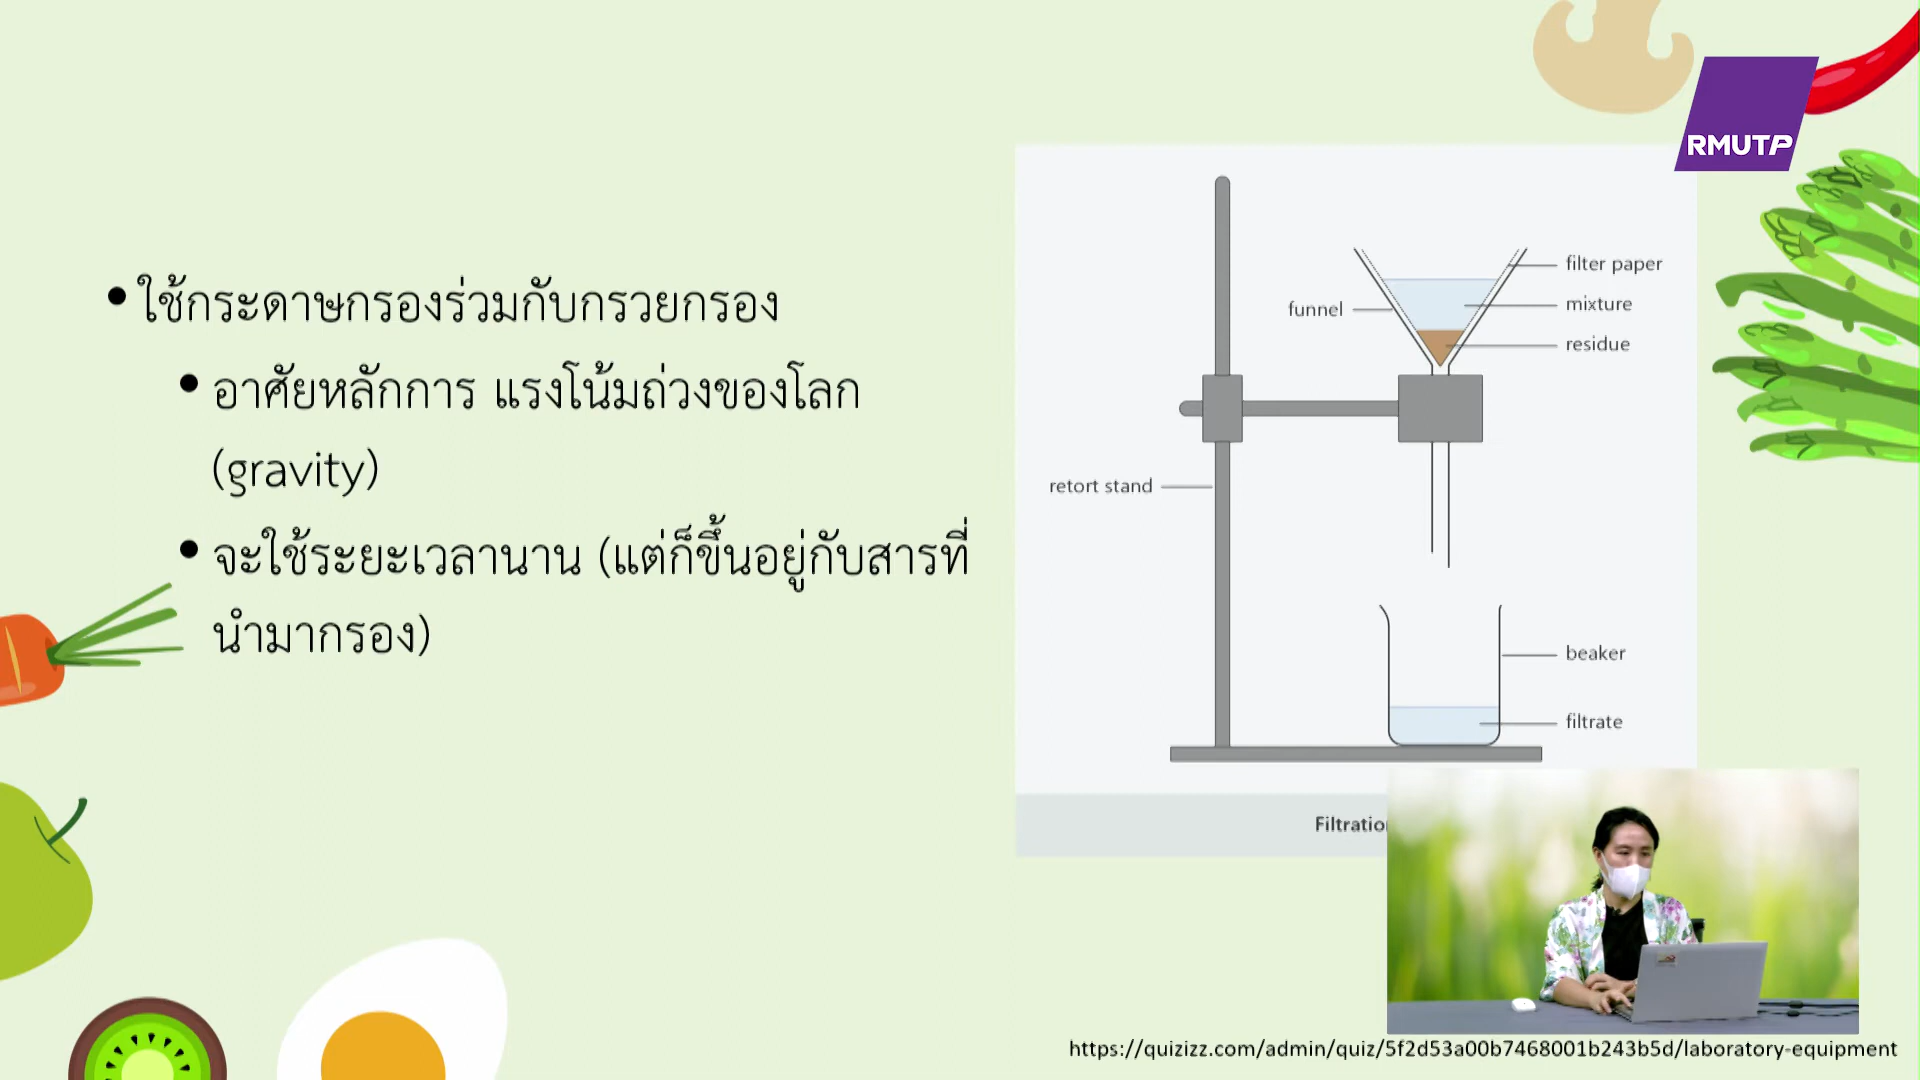 RMUTP
• ใช้กระดาษกรองร่วมกับกรวยกรอง
• อาศัยหลักการ แรงโน้มถ่วงของโลก
(gravity)
• จะใช้ระยะเวลานาน (แต่ก็ขึ้นอยู่กับสารที่
นำมากรอง)
filter paper
funnel
mixture
residue
retort stand
beaker
filtrate
Filtratio
https://quizizz.com/admin/quiz/5f2d53a00b7468001b243b5d/laboratory-equipment